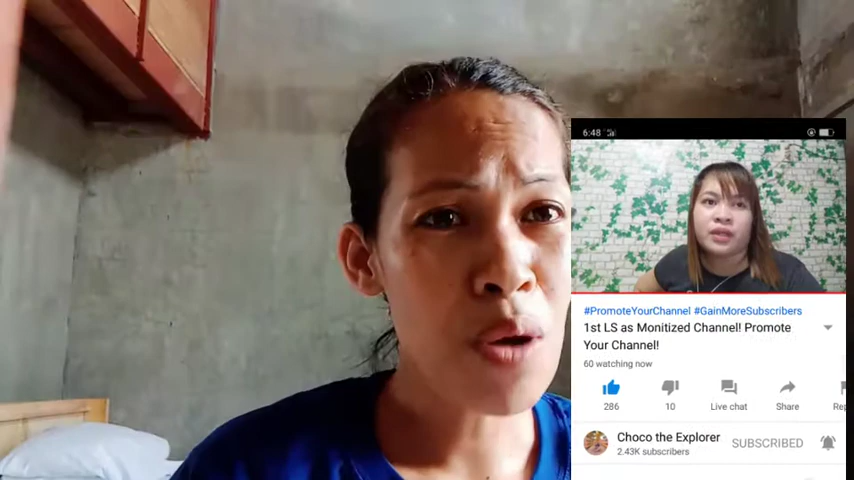 6:48
#PromoteYourChannel #GainMoreSubscribers
1st LS as Monitized Channel! Promote
Your Channel!
60 watching now
286
10
Live chat
Share
Rep
Choco the Explorer
SUBSCRIBED
2.43K subscribers